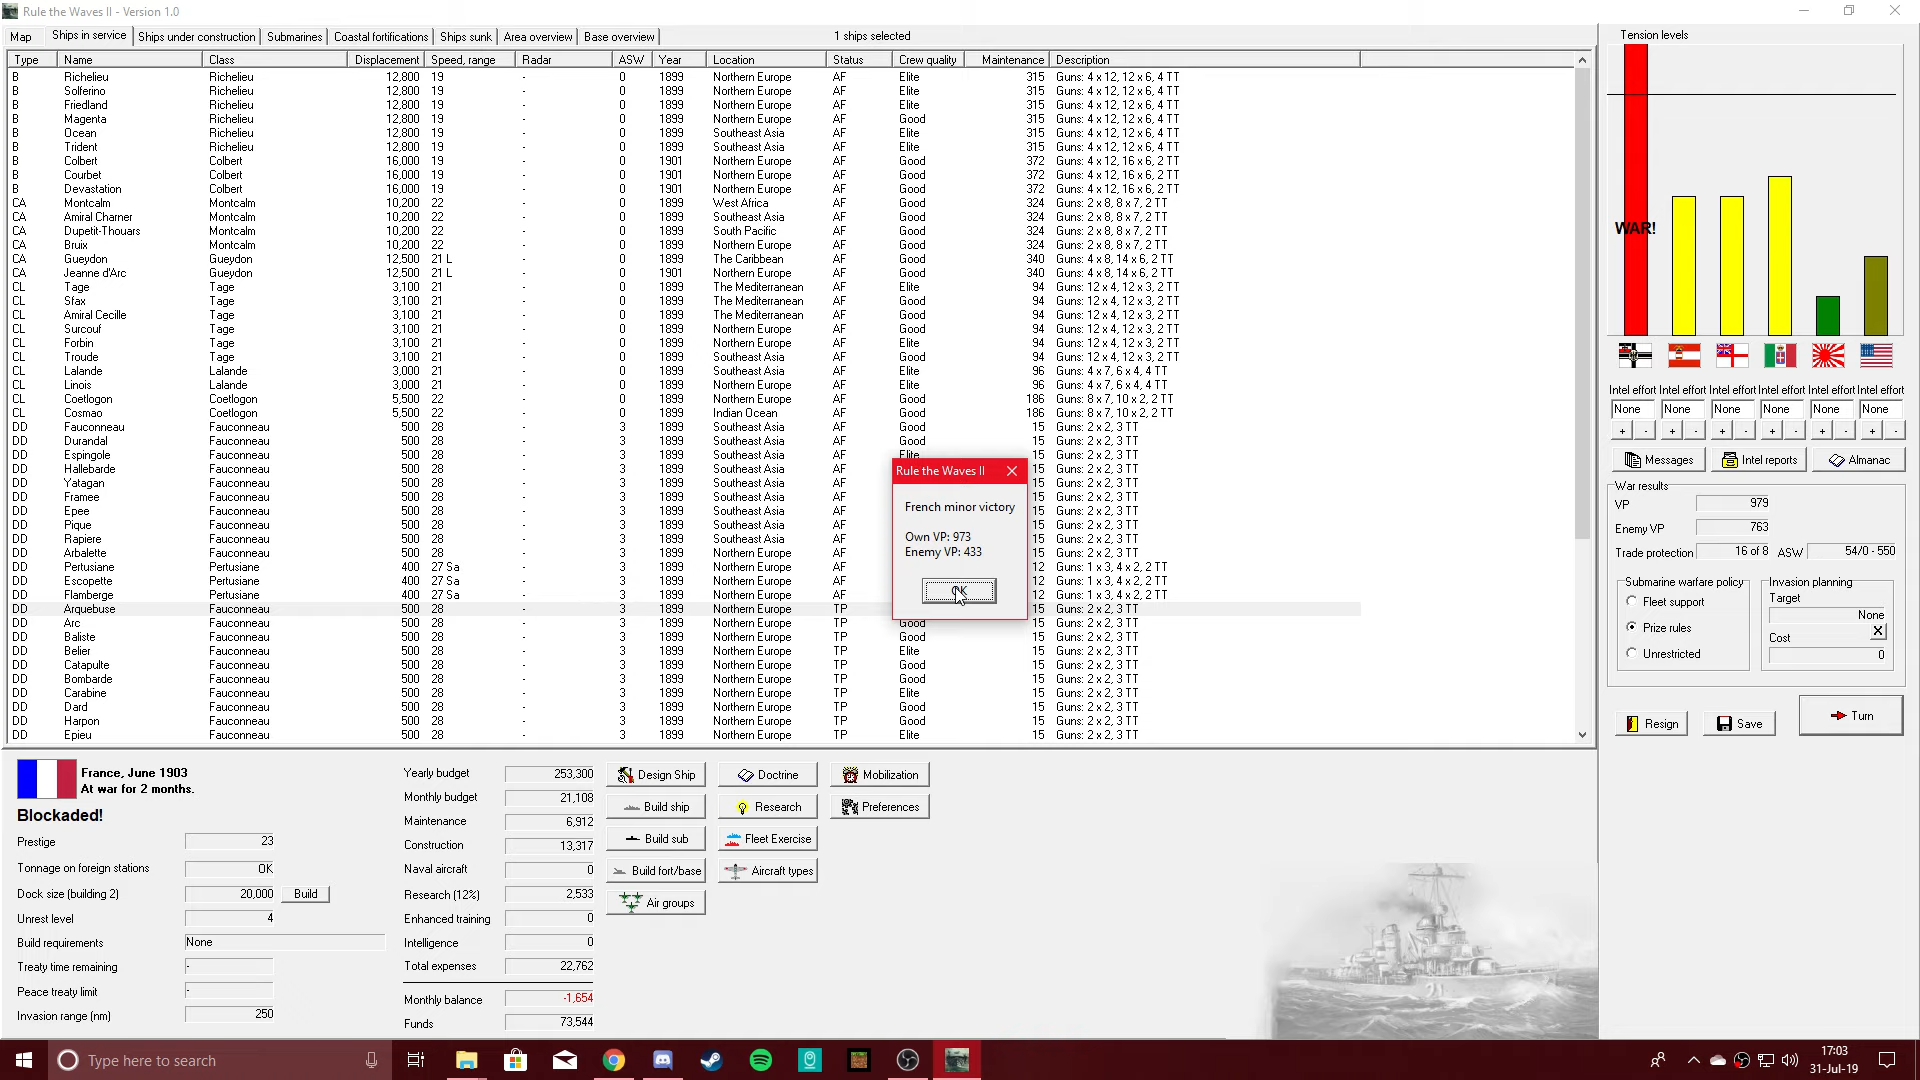 Rule the Waves II - Version 1.0
Map Ships in service Ships under construction Submarines Coastal fortifications Ships sunk Area overview Base overview 1 ships selected
Type Name Class Displacement Speed, range Radar ASW Year Location Status Crew quality Maintenance Description
B Richelieu Richelieu 12,800 19 - 0 1899 Northern Europe AF Elite 315 Guns: 4 x 12, 12 x 6, 4 TT
B Solferino Richelieu 12,800 19 - 0 1899 Northern Europe AF Elite 315 Guns: 4 x 12, 12 x 6, 4 TT
B Friedland Richelieu 12,800 19 - 0 1899 Northern Europe AF Elite 315 Guns: 4 x 12, 12 x 6, 4 TT
B Magenta Richelieu 12,800 19 - 0 1899 Northern Europe AF Good 315 Guns: 4 x 12, 12 x 6, 4 TT
B Ocean Richelieu 12,800 19 - 0 1899 Southeast Asia AF Elite 315 Guns: 4 x 12, 12 x 6, 4 TT
B Trident Richelieu 12,800 19 - 0 1899 Southeast Asia AF Elite 315 Guns: 4 x 12, 12 x 6, 4 TT
B Colbert Colbert 16,000 19 - 0 1901 Northern Europe AF Good 372 Guns: 4 x 12, 16 x 6, 2 TT
B Courbet Colbert 16,000 19 - 0 1901 Northern Europe AF Good 372 Guns: 4 x 12, 16 x 6, 2 TT
B Devastation Colbert 16,000 19 - 0 1901 Northern Europe AF Good 372 Guns: 4 x 12, 16 x 6, 2 TT
CA Montcalm Montcalm 10,200 22 - 0 1899 West Africa AF Good 324 Guns: 2 x 8, 8 x 7, 2 TT
CA Amiral Charner Montcalm 10,200 22 - 0 1899 Southeast Asia AF Good 324 Guns: 2 x 8, 8 x 7, 2 TT
CA Dupetit-Thouars Montcalm 10,200 22 - 0 1899 South Pacific AF Good 324 Guns: 2 x 8, 8 x 7, 2 TT
CA Bruix Montcalm 10,200 22 - 0 1899 Northern Europe AF Good 324 Guns: 2 x 8, 8 x 7, 2 TT
CA Gueydon Gueydon 12,500 21 L - 0 1899 The Caribbean AF Good 340 Guns: 4 x 8, 14 x 6, 2 TT
CA Jeanne d'Arc Gueydon 12,500 21 L - 0 1901 Northern Europe AF Good 340 Guns: 4 x 8, 14 x 6, 2 TT
CL Tage Tage 3,100 21 - 0 1899 The Mediterranean AF Elite 94 Guns: 12 x 4, 12 x 3, 2 TT
CL Sfax Tage 3,100 21 - 0 1899 The Mediterranean AF Good 94 Guns: 12 x 4, 12 x 3, 2 TT
CL Amiral Cecille Tage 3,100 21 - 0 1899 The Mediterranean AF Good 94 Guns: 12 x 4, 12 x 3, 2 TT
CL Surcouf Tage 3,100 21 - 0 1899 Northern Europe AF Good 94 Guns: 12 x 4, 12 x 3, 2 TT
CL Forbin Tage 3,100 21 - 0 1899 Northern Europe AF Elite 94 Guns: 12 x 4, 12 x 3, 2 TT
CL Troude Tage 3,100 21 - 0 1899 Southeast Asia AF Good 94 Guns: 12 x 4, 12 x 3, 2 TT
CL Lalande Lalande 3,000 21 - 0 1899 Southeast Asia AF Elite 96 Guns: 4 x 7, 6 x 4, 4 TT
CL Linois Lalande 3,000 21 - 0 1899 Northern Europe AF Elite 96 Guns: 4 x 7, 6 x 4, 4 TT
CL Coetlogon Coetlogon 5,500 22 - 0 1899 Northern Europe AF Good 186 Guns: 8 x 7, 10 x 2, 2 TT
CL Cosmao Coetlogon 5,500 22 - 0 1899 Indian Ocean AF Good 186 Guns: 8 x 7, 10 x 2, 2 TT
DD Fauconneau Fauconneau 500 28 - 3 1899 Southeast Asia AF Good 15 Guns: 2 x 2, 3 TT
DD Durandal Fauconneau 500 28 - 3 1899 Southeast Asia AF Good 15 Guns: 2 x 2, 3 TT
DD Espingole Fauconneau 500 28 - 3 1899 Southeast Asia AF Elite 15 Guns: 2 x 2, 3 TT
DD Hallebarde Fauconneau 500 28 - 3 1899 Southeast Asia AF 15 Guns: 2 x 2, 3 TT
DD Yatagan Fauconneau 500 28 - 3 1899 Southeast Asia AF 15 Guns: 2 x 2, 3 TT
DD Framee Fauconneau 500 28 - 3 1899 Southeast Asia AF 15 Guns: 2 x 2, 3 TT
DD Epee Fauconneau 500 28 - 3 1899 Southeast Asia AF 15 Guns: 2 x 2, 3 TT
DD Pique Fauconneau 500 28 - 3 1899 Southeast Asia AF 15 Guns: 2 x 2, 3 TT
DD Rapiere Fauconneau 500 28 - 3 1899 Southeast Asia AF 15 Guns: 2 x 2, 3 TT
DD Arbalette Fauconneau 500 28 - 3 1899 Northern Europe AF 15 Guns: 2 x 2, 3 TT
DD Pertusiane Pertusiane 400 27 Sa - 3 1899 Northern Europe AF 12 Guns: 1 x 3, 4 x 2, 2 TT
DD Escopette Pertusiane 400 27 Sa - 3 1899 Northern Europe AF 12 Guns: 1 x 3, 4 x 2, 2 TT
DD Flamberge Pertusiane 400 27 Sa - 3 1899 Northern Europe AF 12 Guns: 1 x 3, 4 x 2, 2 TT
DD Arquebuse Fauconneau 500 28 - 3 1899 Northern Europe TP 15 Guns: 2 x 2, 3 TT
DD Arc Fauconneau 500 28 - 3 1899 Northern Europe TP Good 15 Guns: 2 x 2, 3 TT
DD Baliste Fauconneau 500 28 - 3 1899 Northern Europe TP Good 15 Guns: 2 x 2, 3 TT
DD Belier Fauconneau 500 28 - 3 1899 Northern Europe TP Elite 15 Guns: 2 x 2, 3 TT
DD Catapulte Fauconneau 500 28 - 3 1899 Northern Europe TP Good 15 Guns: 2 x 2, 3 TT
DD Bombarde Fauconneau 500 28 - 3 1899 Northern Europe TP Good 15 Guns: 2 x 2, 3 TT
DD Carabine Fauconneau 500 28 - 3 1899 Northern Europe TP Elite 15 Guns: 2 x 2, 3 TT
DD Dard Fauconneau 500 28 - 3 1899 Northern Europe TP Good 15 Guns: 2 x 2, 3 TT
DD Harpon Fauconneau 500 28 - 3 1899 Northern Europe TP Good 15 Guns: 2 x 2, 3 TT
DD Epieu Fauconneau 500 28 - 3 1899 Northern Europe TP Elite 15 Guns: 2 x 2, 3 TT
Rule the Waves II
French minor victory
Own VP: 973
Enemy VP: 433
OK
Tension levels
WAR!
Intel effort Intel effort Intel effort Intel effort Intel effort Intel effort
None None None None None None
+ - + - + - + - + - + -
Messages Intel reports Almanac
War results
VP 979
Enemy VP 763
Trade protection 16 of 8 ASW 54/0 - 550
Submarine warfare policy
Fleet support
Prize rules
Unrestricted
Invasion planning
Target
None
Cost X
0
Resign Save Turn
France, June 1903
At war for 2 months.
Blockaded!
Prestige 23
Tonnage on foreign stations OK
Dock size (building 2) 20,000 Build
Unrest level 4
Build requirements None
Treaty time remaining -
Peace treaty limit -
Invasion range (nm) 250
Yearly budget 253,300
Monthly budget 21,108
Maintenance 6,912
Construction 13,317
Naval aircraft 0
Research (12%) 2,533
Enhanced training 0
Intelligence 0
Total expenses 22,762
Monthly balance -1,654
Funds 73,544
Design Ship Doctrine Mobilization
Build ship Research Preferences
Build sub Fleet Exercise
Build fort/base Aircraft types
Air groups
Type here to search
17:03
31-Jul-19